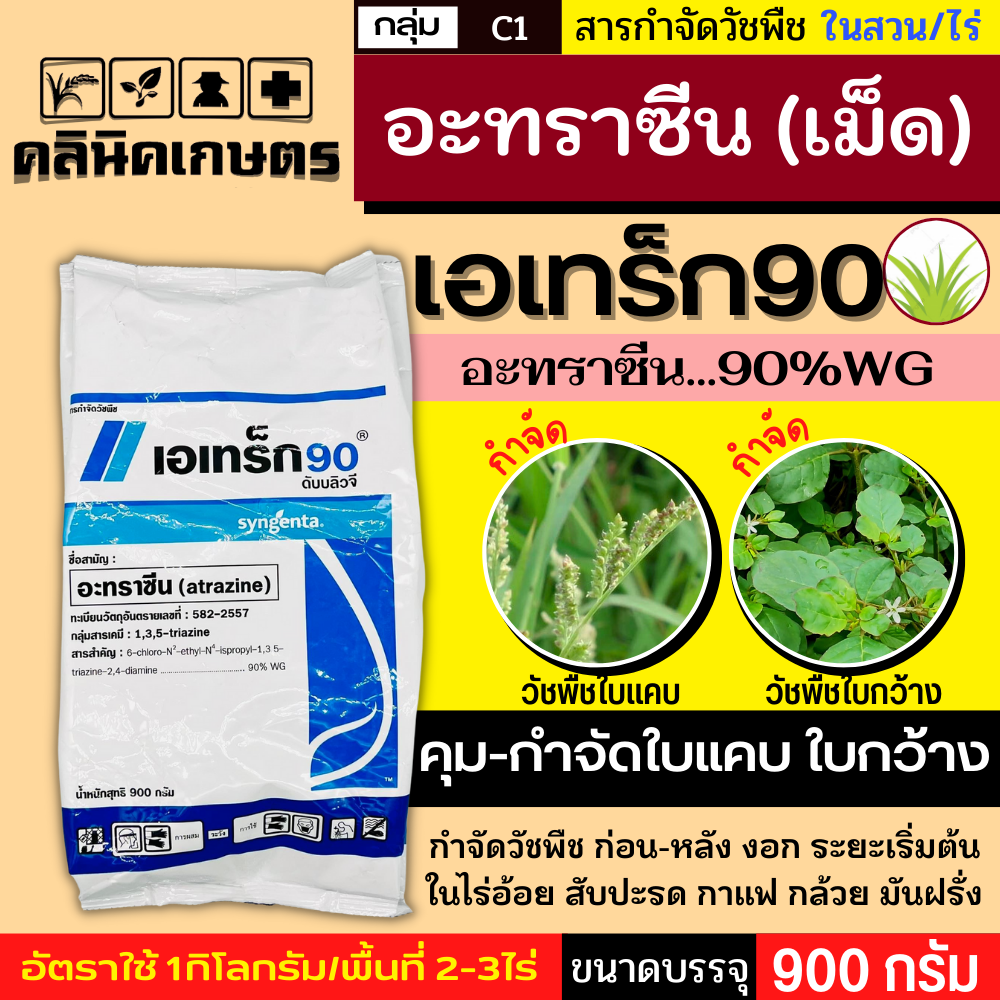 กลุ่ม C1 สารกำจัดวัชพืช ในสวน/ไร่
อะทราซีน (เม็ด)
คลินิคเกษตร
เอเทร็ก90
อะทราซีน...90%WG
กำจัด กำจัด
วัชพืชใบแคบ วัชพืชใบกว้าง
คุม-กำจัดใบแคบ ใบกว้าง
กำจัดวัชพืช ก่อน-หลัง งอก ระยะเริ่มต้น
ในไร่อ้อย สับปะรด กาแฟ กล้วย มันฝรั่ง
อัตราใช้ 1กิโลกรัม/พื้นที่ 2-3ไร่ ขนาดบรรจุ 900 กรัม
ารกำจัดวัชพืช
เอเทร็ก90®
ดับบลิวจี
syngenta.
ชื่อสามัญ :
อะทราซีน (atrazine)
ทะเบียนวัตถุอันตรายเลขที่ : 582-2557
กลุ่มสารเคมี : 1,3,5-triazine
สารสำคัญ : 6-chloro-N²-ethyl-N⁴-ispropyl-1,3 5-
triazine-2,4-diamine ........................ 90% WG
TM
น้ำหนักสุทธิ 900 กรัม
การผสม ระวัง การใช้